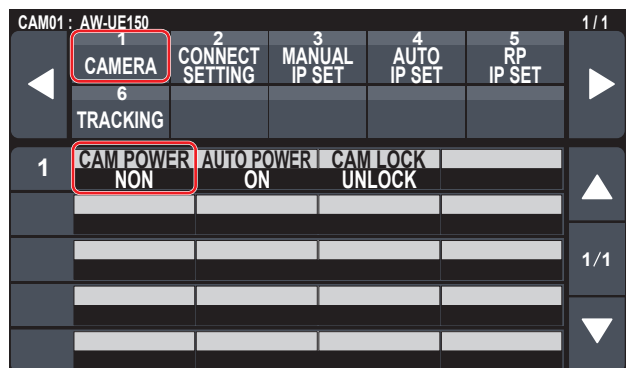 CAM01 : AW-UE150 1 / 1
1 2 3 4 5
CAMERA CONNECT SETTING MANUAL IP SET AUTO IP SET RP IP SET
6
TRACKING
1 CAM POWER AUTO POWER CAM LOCK
NON ON UNLOCK
1/1